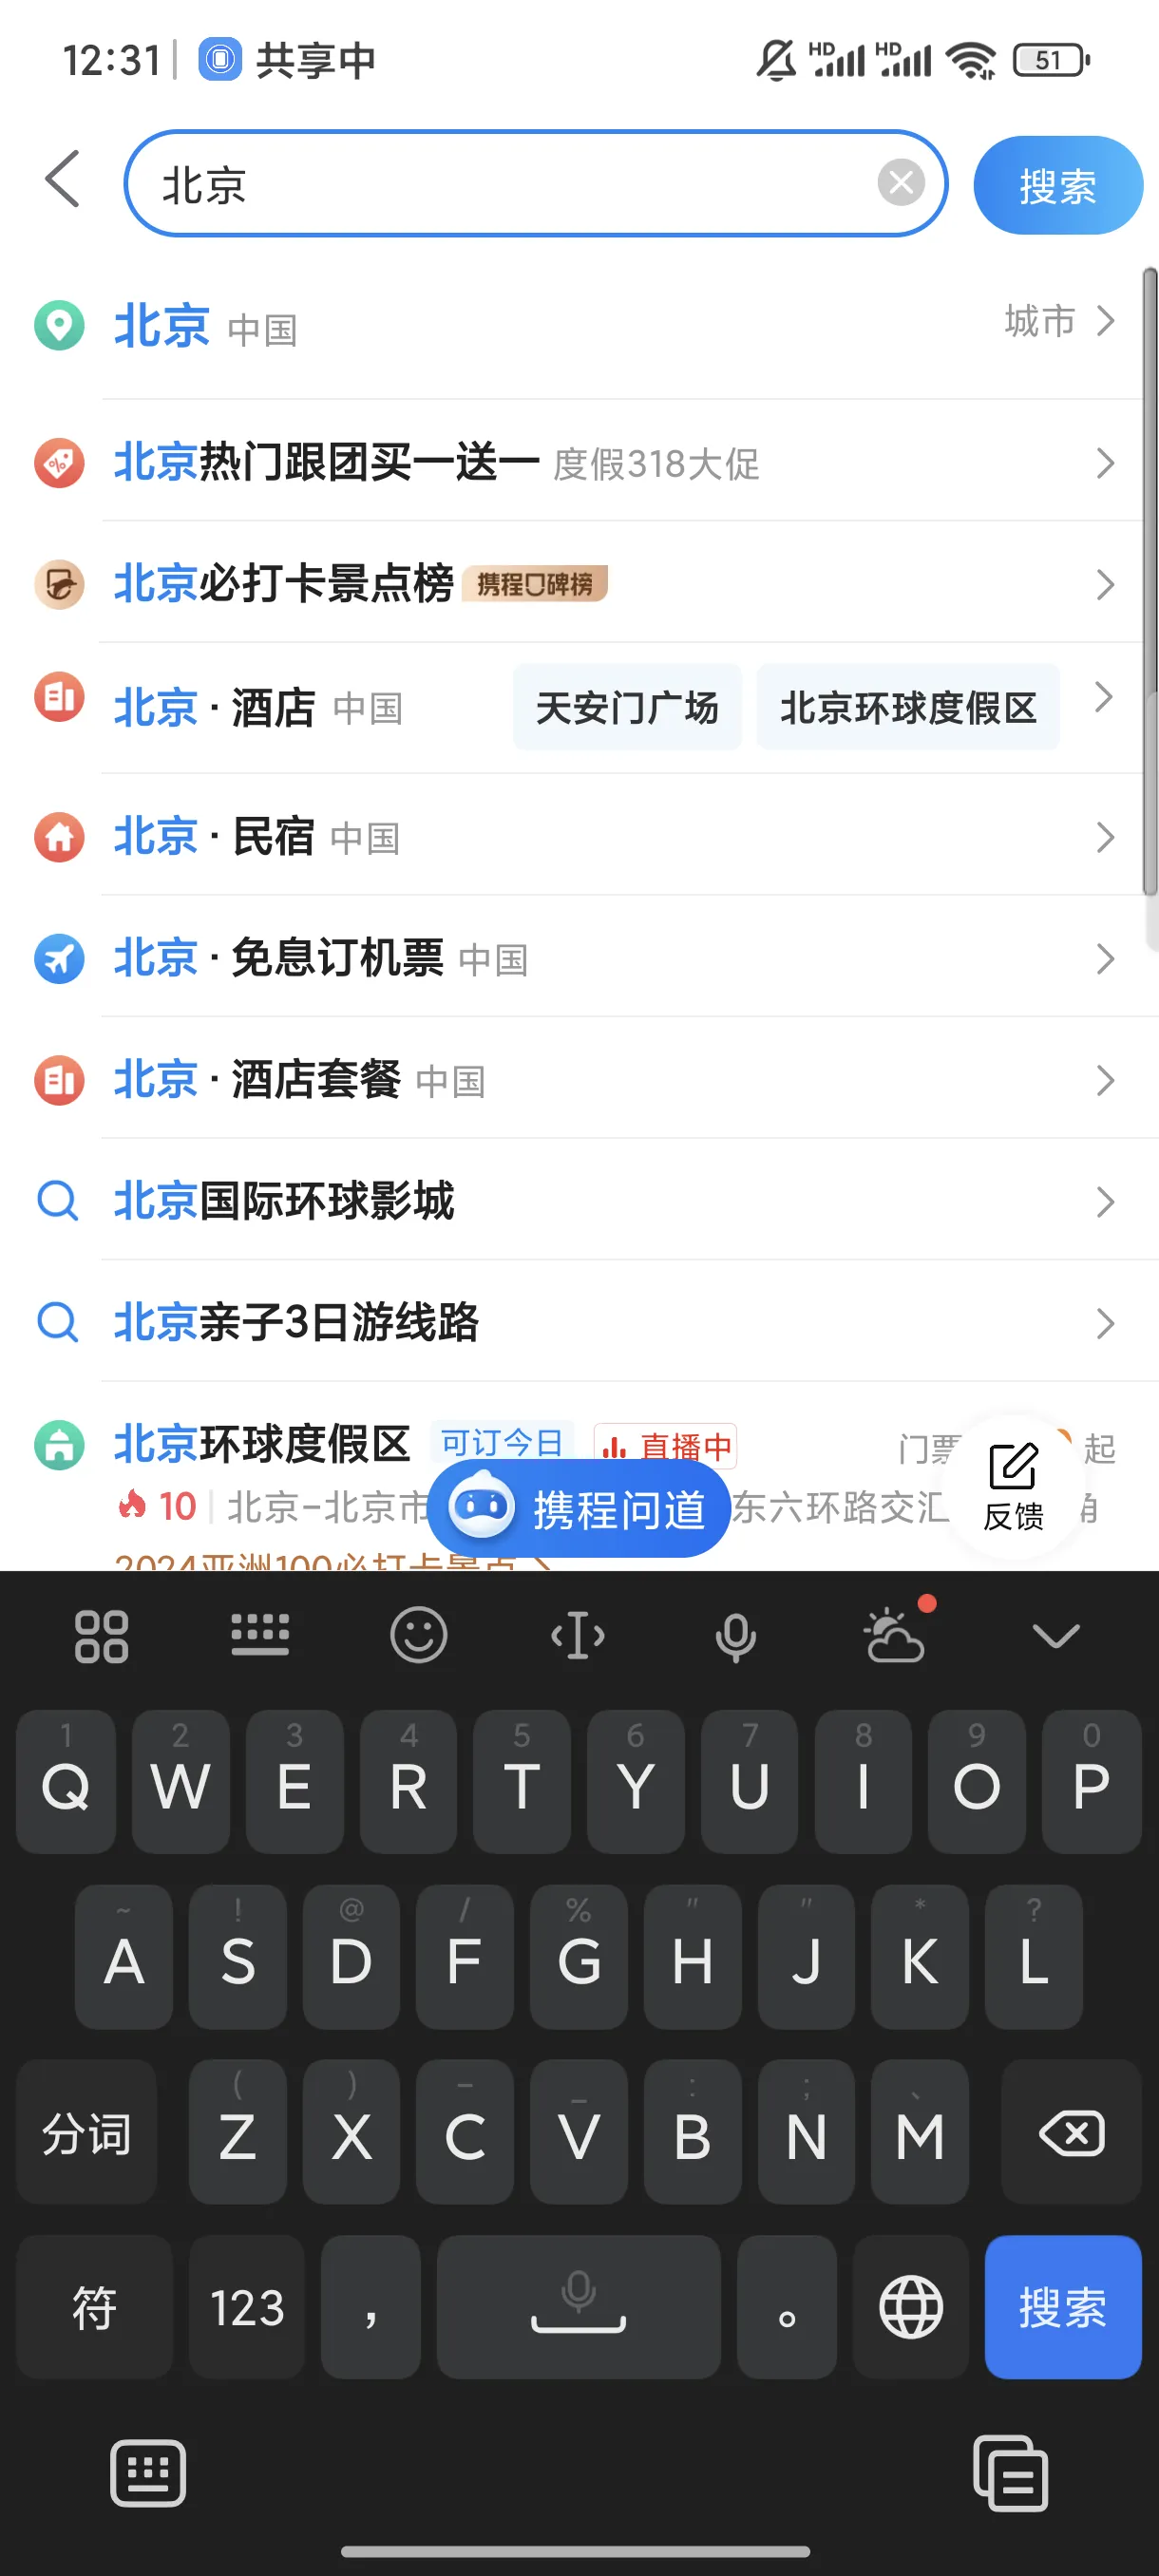 12:31 共享中 HD HD 51
北京 搜索
北京 中国 城市
北京热门跟团买一送一 度假318大促
北京必打卡景点榜 携程口碑榜
北京 · 酒店 中国 天安门广场 北京环球度假区
北京 · 民宿 中国
北京 · 免息订机票 中国
北京 · 酒店套餐 中国
北京国际环球影城
北京亲子3日游线路
北京环球度假区 可订今日 直播中 门票 起
10 北京-北京市 东六环路交汇 角
携程问道
反馈
2024亚洲100必打卡景点
1 2 3 4 5 6 7 8 9 0
Q W E R T Y U I O P
~ ! @ / % " " * ?
A S D F G H J K L
( ) – _ : ; 、
分词 Z X C V B N M
符 123 , 。 搜索